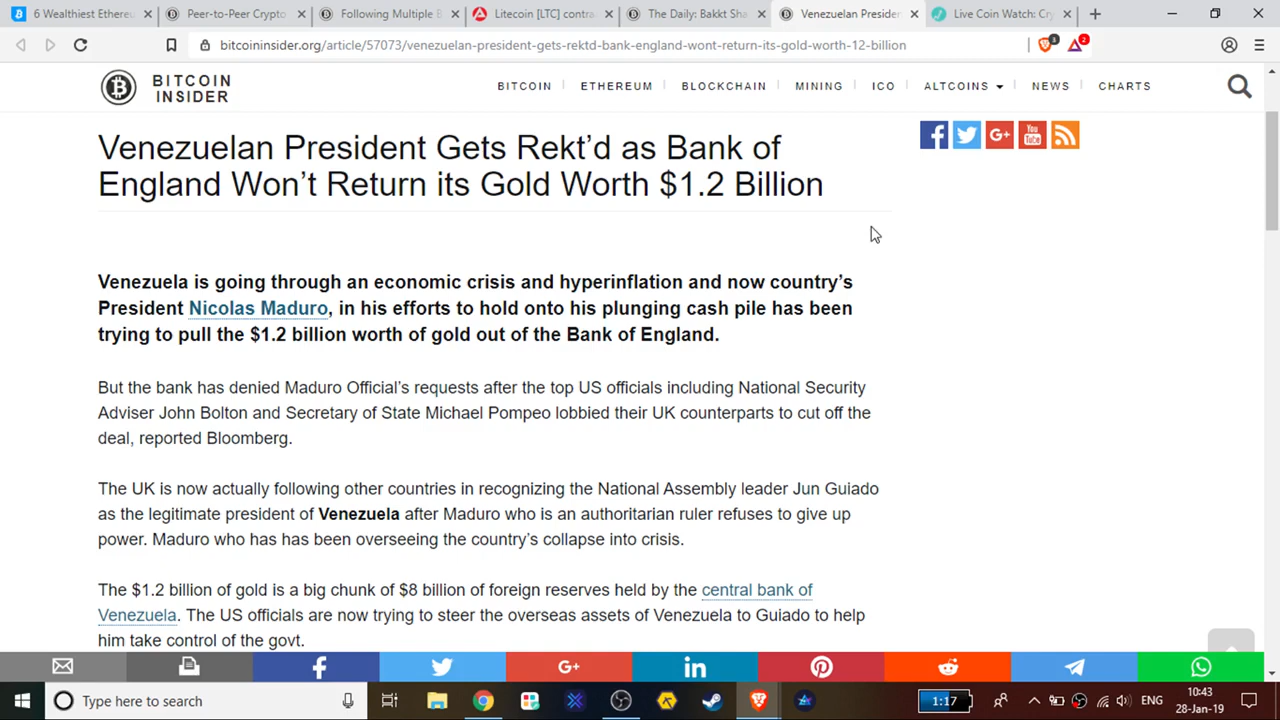 6 Wealthiest Ethere
Peer-to-Peer Crypto
Following Multiple B
Litecoin [LTC] contra
The Daily: Bakkt Sha
Venezuelan Presiden
Live Coin Watch: Cry
bitcoininsider.org/article/57073/venezuelan-president-gets-rektd-bank-england-wont-return-its-gold-worth-12-billion
3
2
BITCOIN
INSIDER
BITCOIN
ETHEREUM
BLOCKCHAIN
MINING
ICO
ALTCOINS
NEWS
CHARTS
Venezuelan President Gets Rekt’d as Bank of
England Won’t Return its Gold Worth $1.2 Billion
G+
You
Tube
Venezuela is going through an economic crisis and hyperinflation and now country’s
President Nicolas Maduro, in his efforts to hold onto his plunging cash pile has been
trying to pull the $1.2 billion worth of gold out of the Bank of England.
But the bank has denied Maduro Official’s requests after the top US officials including National Security
Adviser John Bolton and Secretary of State Michael Pompeo lobbied their UK counterparts to cut off the
deal, reported Bloomberg.
The UK is now actually following other countries in recognizing the National Assembly leader Jun Guiado
as the legitimate president of Venezuela after Maduro who is an authoritarian ruler refuses to give up
power. Maduro who has has been overseeing the country’s collapse into crisis.
The $1.2 billion of gold is a big chunk of $8 billion of foreign reserves held by the central bank of
Venezuela. The US officials are now trying to steer the overseas assets of Venezuela to Guiado to help
him take control of the govt.
G+
in
Type here to search
1:17
ENG
10:43
28-Jan-19